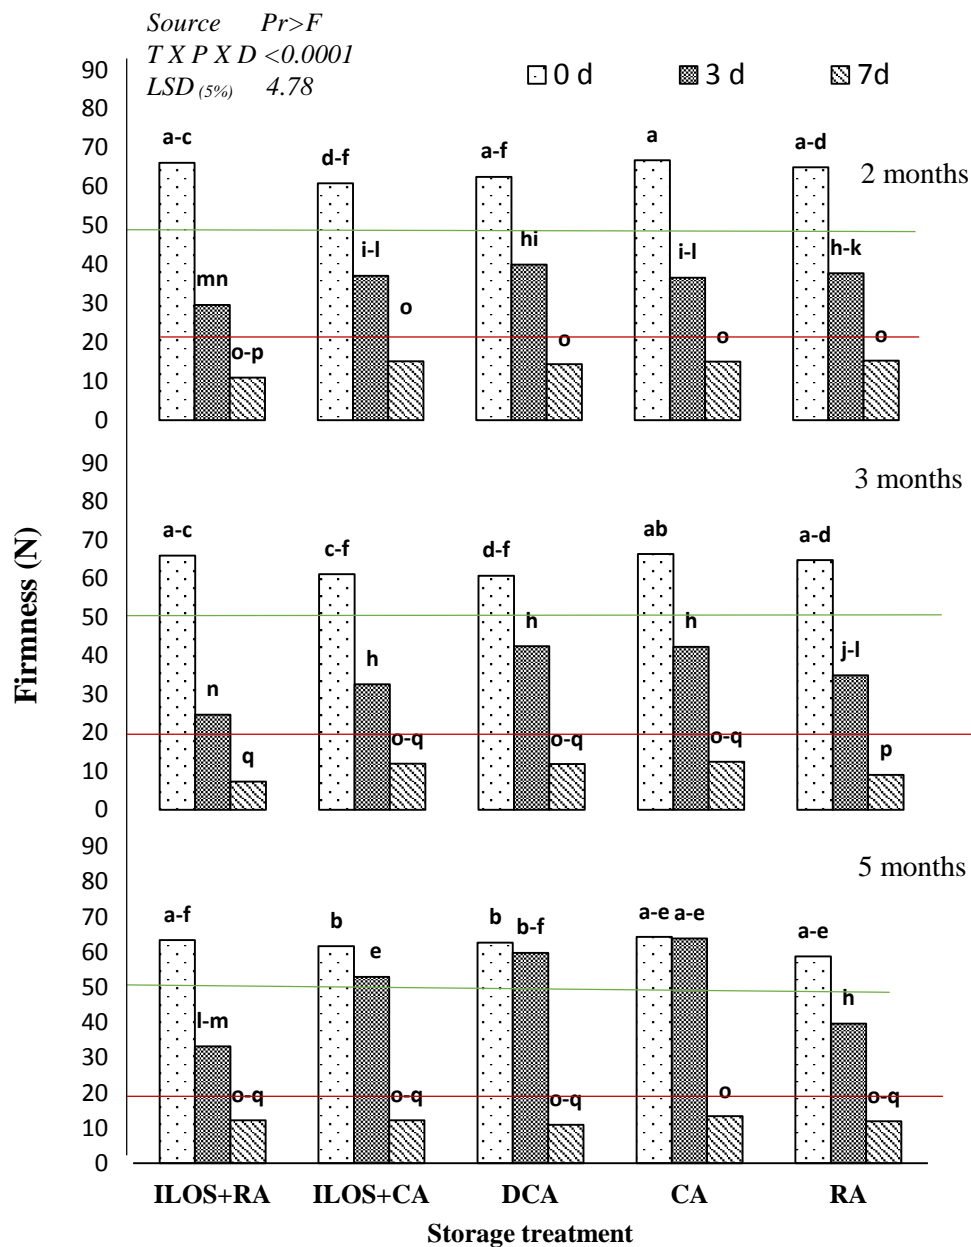 Source Pr>F
T X P X D <0.0001
LSD (5%) 4.78
0 d 3 d 7d
2 months
90
80
70
60
50
40
30
20
10
0
a-c d-f a-f a a-d
mn i-l hi i-l h-k
o-p o o o o
3 months
90
80
70
60
50
40
30
20
10
0
a-c c-f d-f ab a-d
n h h h j-l
q o-q o-q o-q p
5 months
90
80
70
60
50
40
30
20
10
0
a-f b b a-e a-e
l-m e b-f a-e h
o-q o-q o-q o o-q
Firmness (N)
ILOS+RA ILOS+CA DCA CA RA
Storage treatment